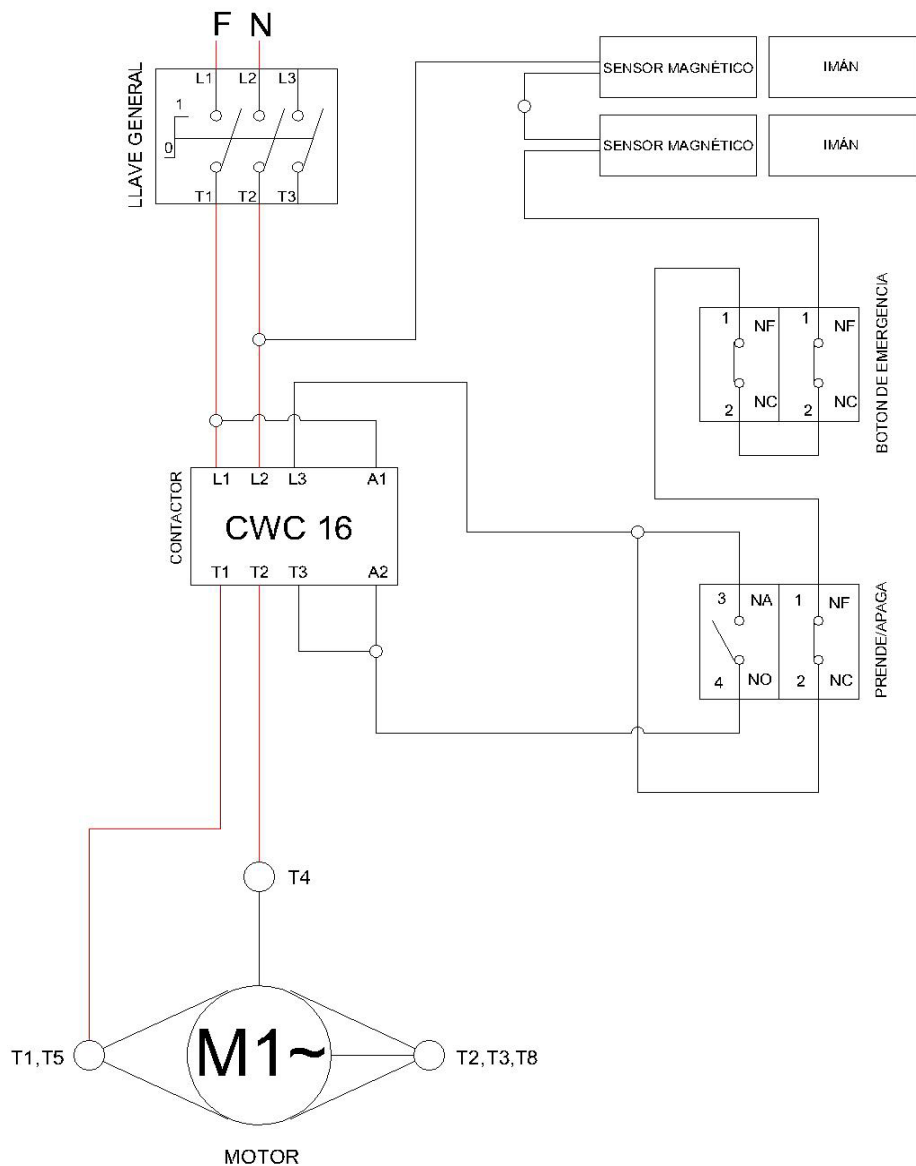 F N
L1 L2 L3
1
0
T1 T2 T3
LLAVE GENERAL
SENSOR MAGNÉTICO IMÁN
SENSOR MAGNÉTICO IMÁN
1 NF 1 NF
2 NC 2 NC
BOTON DE EMERGENCIA
L1 L2 L3 A1
CWC 16
T1 T2 T3 A2
CONTACTOR
3 NA 1 NF
4 NO 2 NC
PRENDE/APAGA
T4
T1,T5
M1~
T2,T3,T8
MOTOR